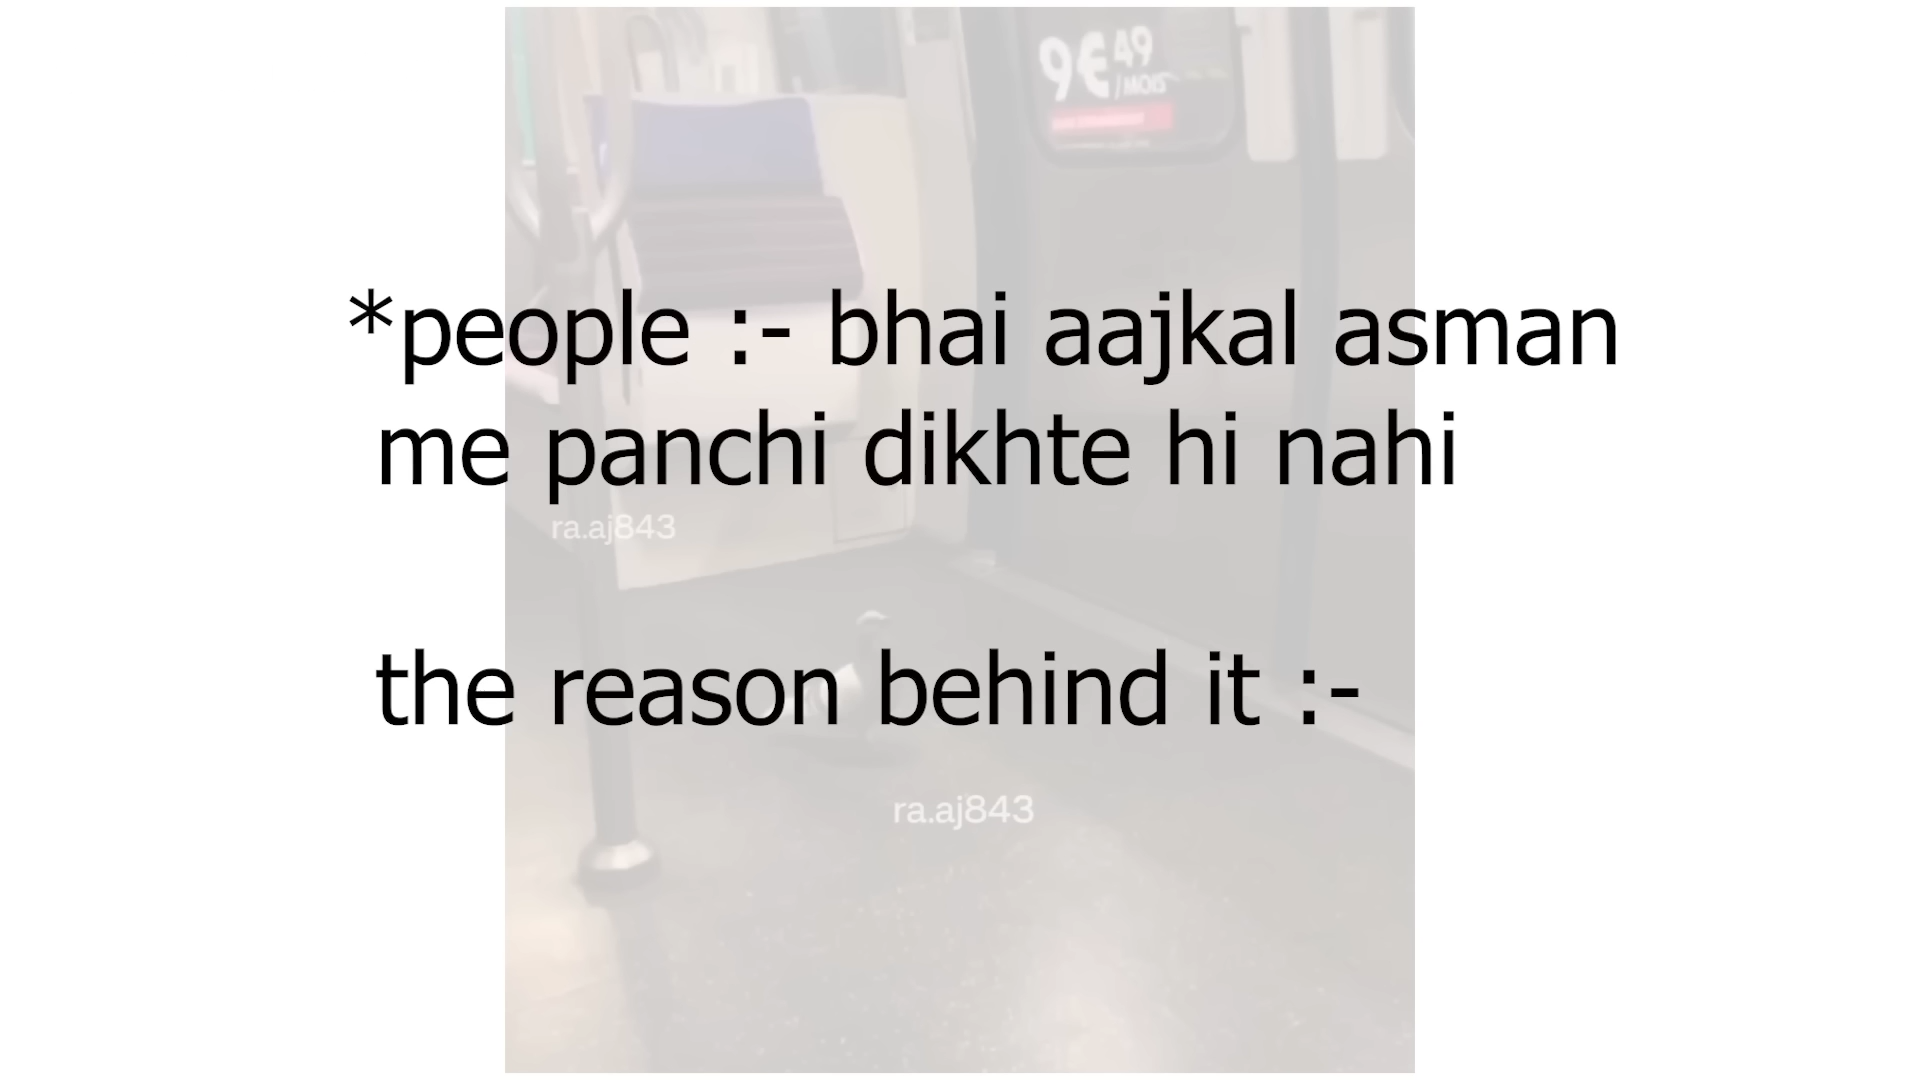 9€49
/MOIS
*people :- bhai aajkal asman
me panchi dikhte hi nahi
ra.aj843
the reason behind it :-
ra.aj843